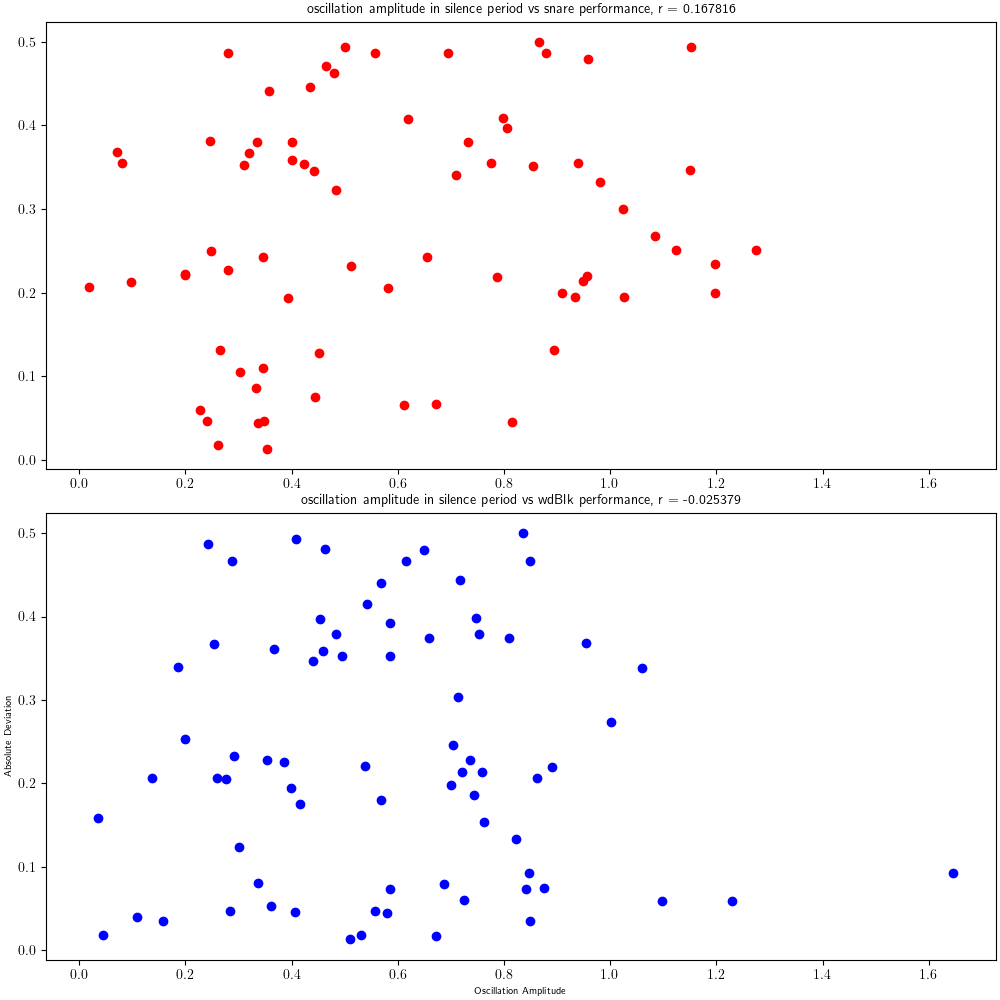 oscillation amplitude in silence period vs snare performance, r = 0.167816
0.5
0.4
0.3
0.2
0.1
0.0
0.0 0.2 0.4 0.6 0.8 1.0 1.2 1.4 1.6
oscillation amplitude in silence period vs wdBlk performance, r = -0.025379
0.5
0.4
0.3
0.2
0.1
0.0
Absolute Deviation
0.0 0.2 0.4 0.6 0.8 1.0 1.2 1.4 1.6
Oscillation Amplitude